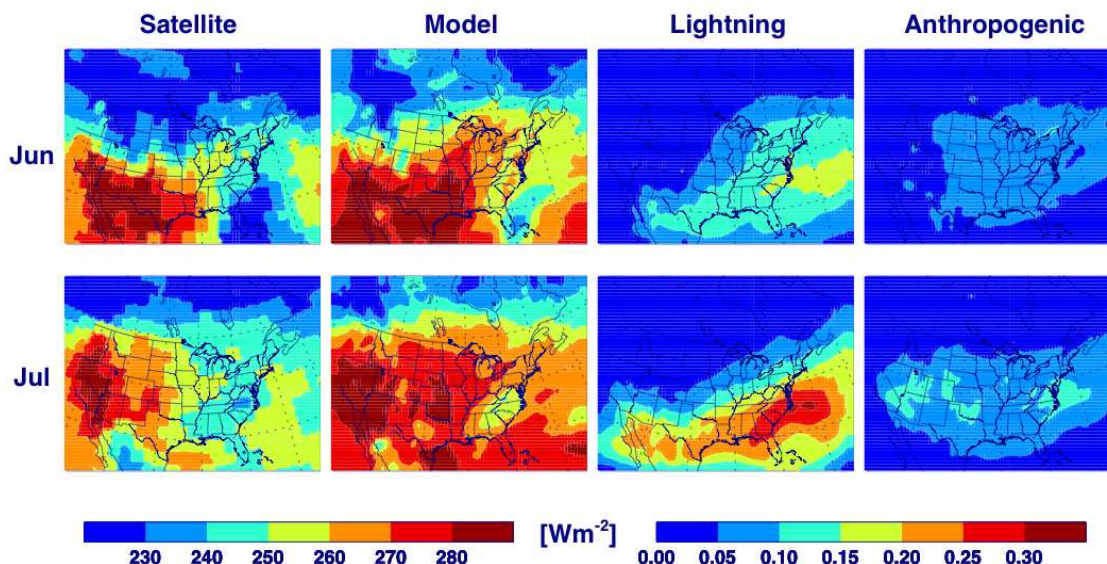 Satellite Model Lightning Anthropogenic
Jun
Jul
[Wm⁻²]
230 240 250 260 270 280
0.00 0.05 0.10 0.15 0.20 0.25 0.30